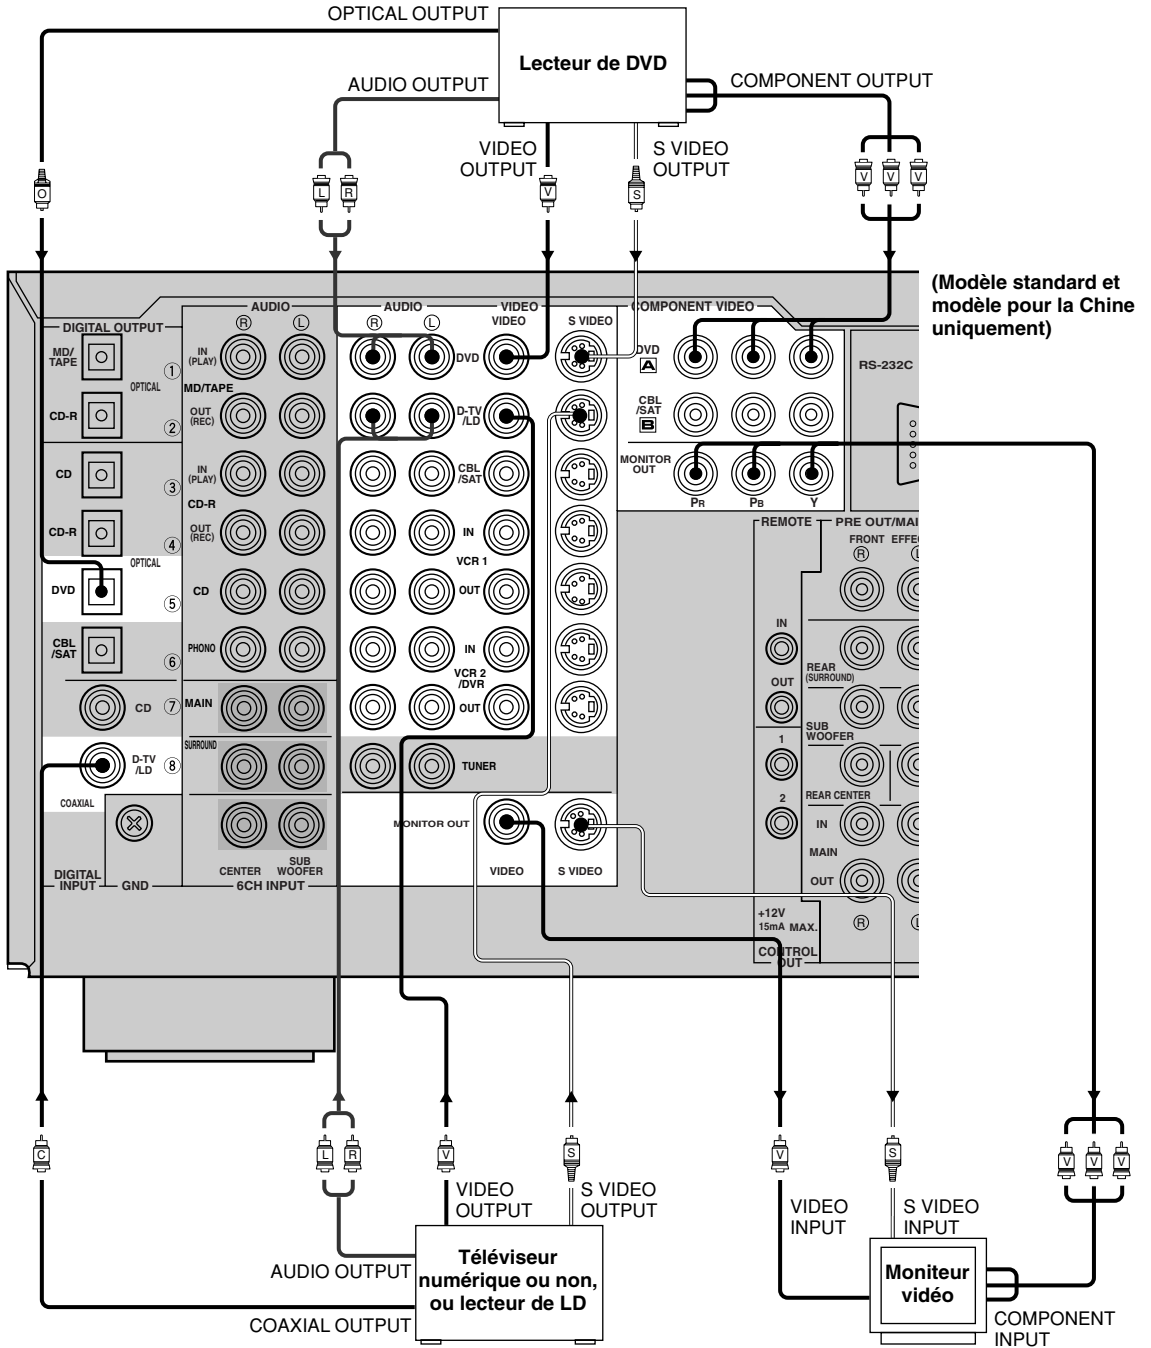 OPTICAL OUTPUT
Lecteur de DVD
AUDIO OUTPUT
COMPONENT OUTPUT
VIDEO
OUTPUT
S VIDEO
OUTPUT
O
L
R
V
S
V
V
V
(Modèle standard et
modèle pour la Chine
uniquement)
DIGITAL OUTPUT
AUDIO
R
L
AUDIO
R
L
VIDEO
VIDEO
S VIDEO
COMPONENT VIDEO
MD/
TAPE
1
OPTICAL
CD-R
2
CD
3
CD-R
4
OPTICAL
DVD
5
CBL
/SAT
6
CD
7
D-TV
/LD
8
COAXIAL
DIGITAL
INPUT
GND
IN
(PLAY)
MD/TAPE
OUT
(REC)
IN
(PLAY)
CD-R
OUT
(REC)
CD
PHONO
MAIN
SURROUND
CENTER
SUB
WOOFER
6CH INPUT
DVD
D-TV
/LD
CBL
/SAT
IN
VCR 1
OUT
IN
VCR 2
/DVR
OUT
TUNER
MONITOR OUT
VIDEO
S VIDEO
DVD
A
CBL
/SAT
B
MONITOR
OUT
PR
PB
Y
RS-232C
REMOTE
PRE OUT/MAI
FRONT
EFFE
R
L
IN
OUT
1
2
REAR
(SURROUND)
SUB
WOOFER
REAR CENTER
IN
MAIN
OUT
R
L
+12V
15mA MAX.
CONTROL
OUT
C
L
R
V
S
V
S
V
V
V
VIDEO
OUTPUT
S VIDEO
OUTPUT
VIDEO
INPUT
S VIDEO
INPUT
AUDIO OUTPUT
COAXIAL OUTPUT
Téléviseur
numérique ou non,
ou lecteur de LD
Moniteur
vidéo
COMPONENT
INPUT